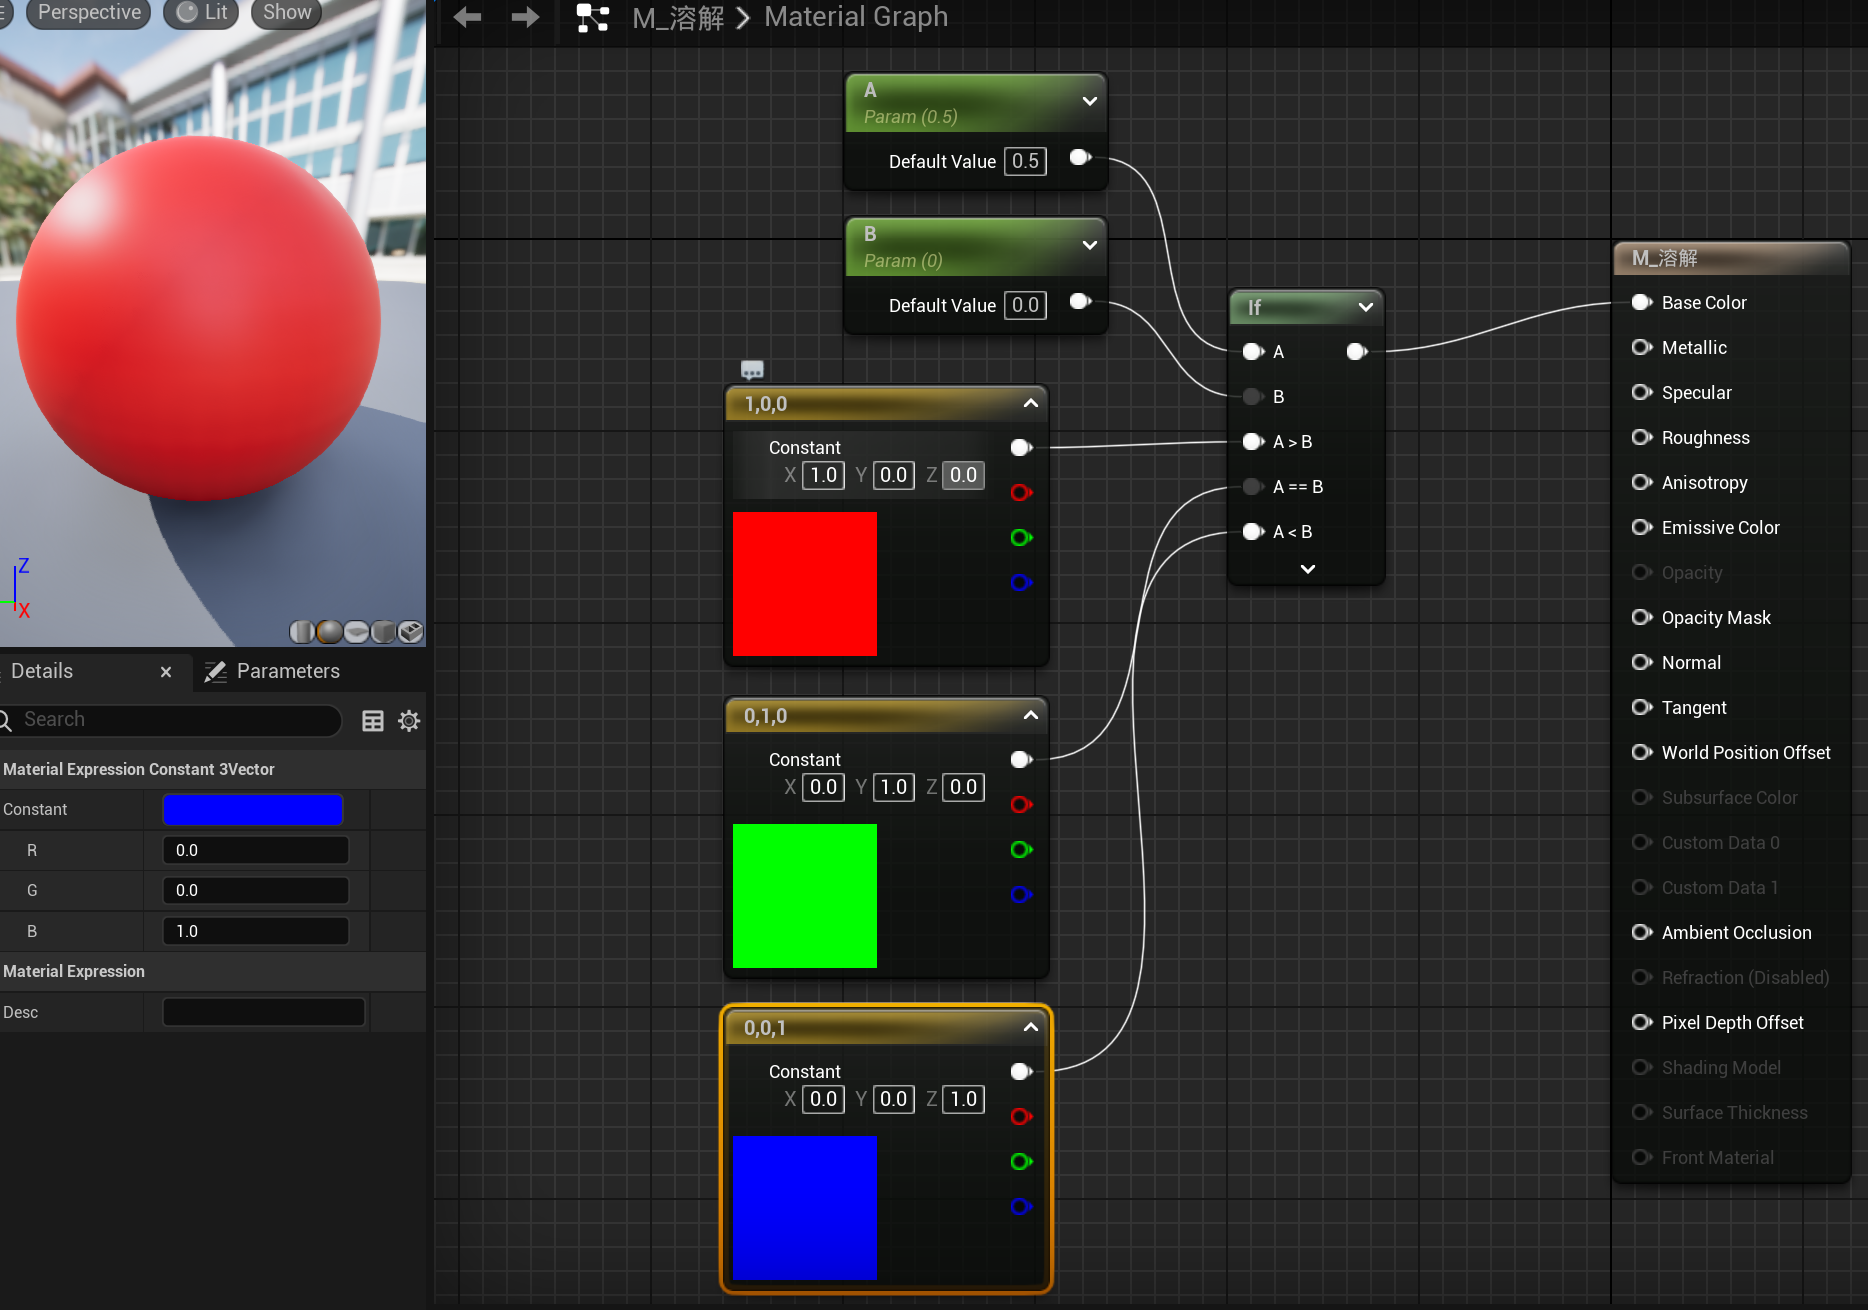 Perspective
Lit
Show
Z
X
Details
Parameters
Search
Material Expression Constant 3Vector
Constant
R
0.0
G
0.0
B
1.0
Material Expression
Desc
M_溶解
Material Graph
A
Param (0.5)
Default Value 0.5
B
Param (0)
Default Value 0.0
1,0,0
Constant
X 1.0 Y 0.0 Z 0.0
0,1,0
Constant
X 0.0 Y 1.0 Z 0.0
0,0,1
Constant
X 0.0 Y 0.0 Z 1.0
If
A
B
A > B
A == B
A < B
M_溶解
Base Color
Metallic
Specular
Roughness
Anisotropy
Emissive Color
Opacity
Opacity Mask
Normal
Tangent
World Position Offset
Subsurface Color
Custom Data 0
Custom Data 1
Ambient Occlusion
Refraction (Disabled)
Pixel Depth Offset
Shading Model
Surface Thickness
Front Material